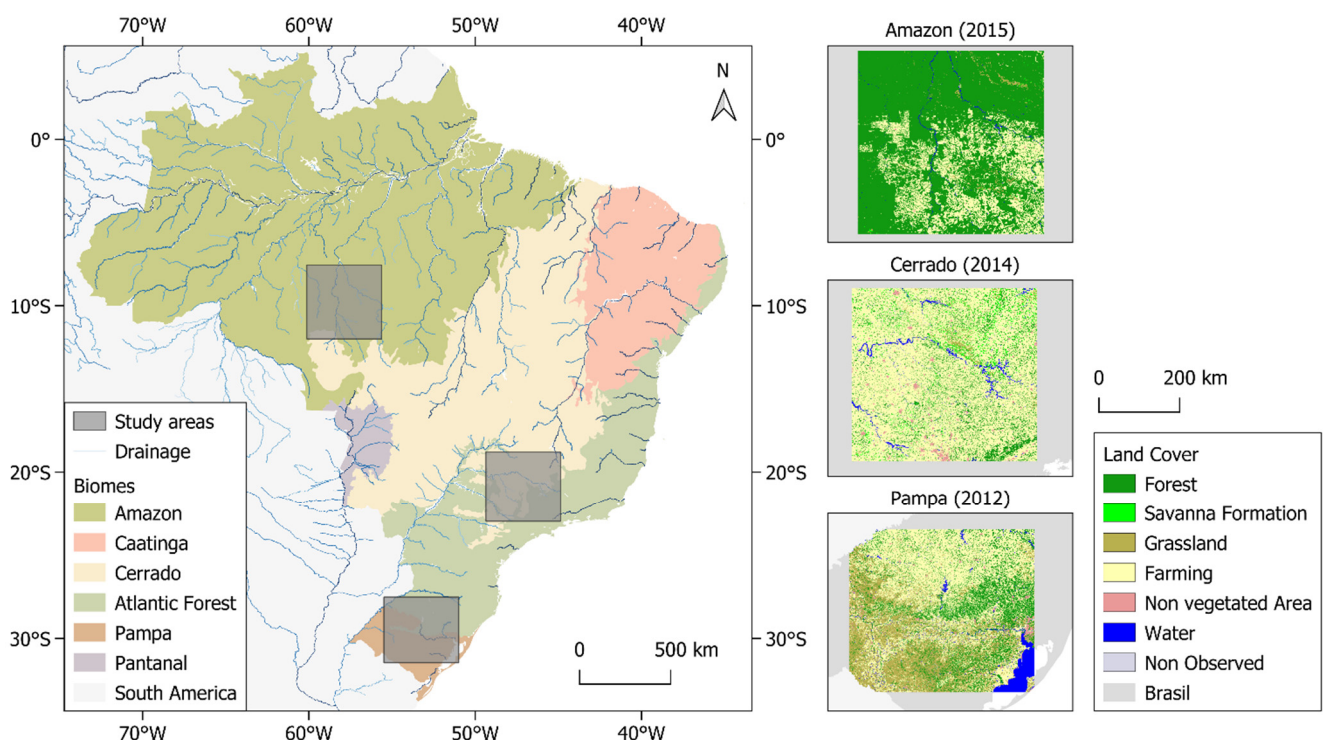 70°W 60°W 50°W 40°W
N
0° 0°
10°S 10°S
20°S 20°S
30°S 30°S
Study areas
Drainage
Biomes
Amazon
Caatinga
Cerrado
Atlantic Forest
Pampa
Pantanal
South America
0 500 km
70°W 60°W 50°W 40°W
Amazon (2015)
Cerrado (2014)
Pampa (2012)
0 200 km
Land Cover
Forest
Savanna Formation
Grassland
Farming
Non vegetated Area
Water
Non Observed
Brasil